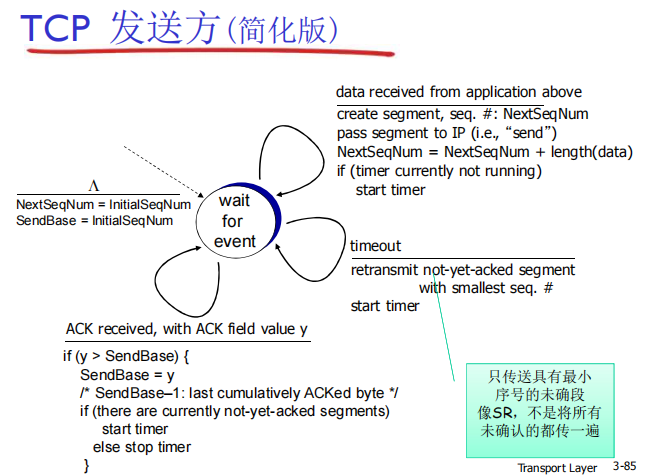 TCP 发送方(简化版)
data received from application above
create segment, seq. #: NextSeqNum
pass segment to IP (i.e., “send”)
NextSeqNum = NextSeqNum + length(data)
if (timer currently not running)
start timer
Λ
NextSeqNum = InitialSeqNum
SendBase = InitialSeqNum
wait
for
event
timeout
retransmit not-yet-acked segment
with smallest seq. #
start timer
ACK received, with ACK field value y
if (y > SendBase) {
SendBase = y
/* SendBase–1: last cumulatively ACKed byte */
if (there are currently not-yet-acked segments)
start timer
else stop timer
}
只传送具有最小
序号的未确段
像SR，不是将所有
未确认的都传一遍
Transport Layer 3-85